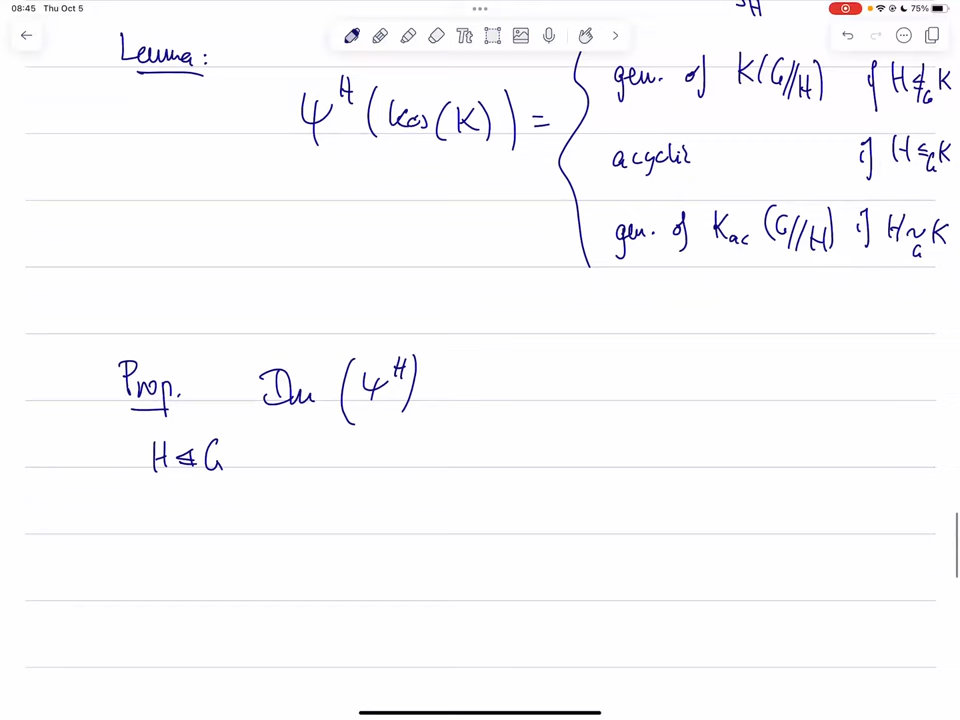 08:45 Thu Oct 5
75%
Tt
H
Lemma:
Ψ^H (kos(K)) =
gen. of K(G//H) if H ≰_G K
acyclic if H ≤_G K
gen. of K_ac (G//H) if H ~_G K
Prop. Im (Ψ^H)
H ⊴ G